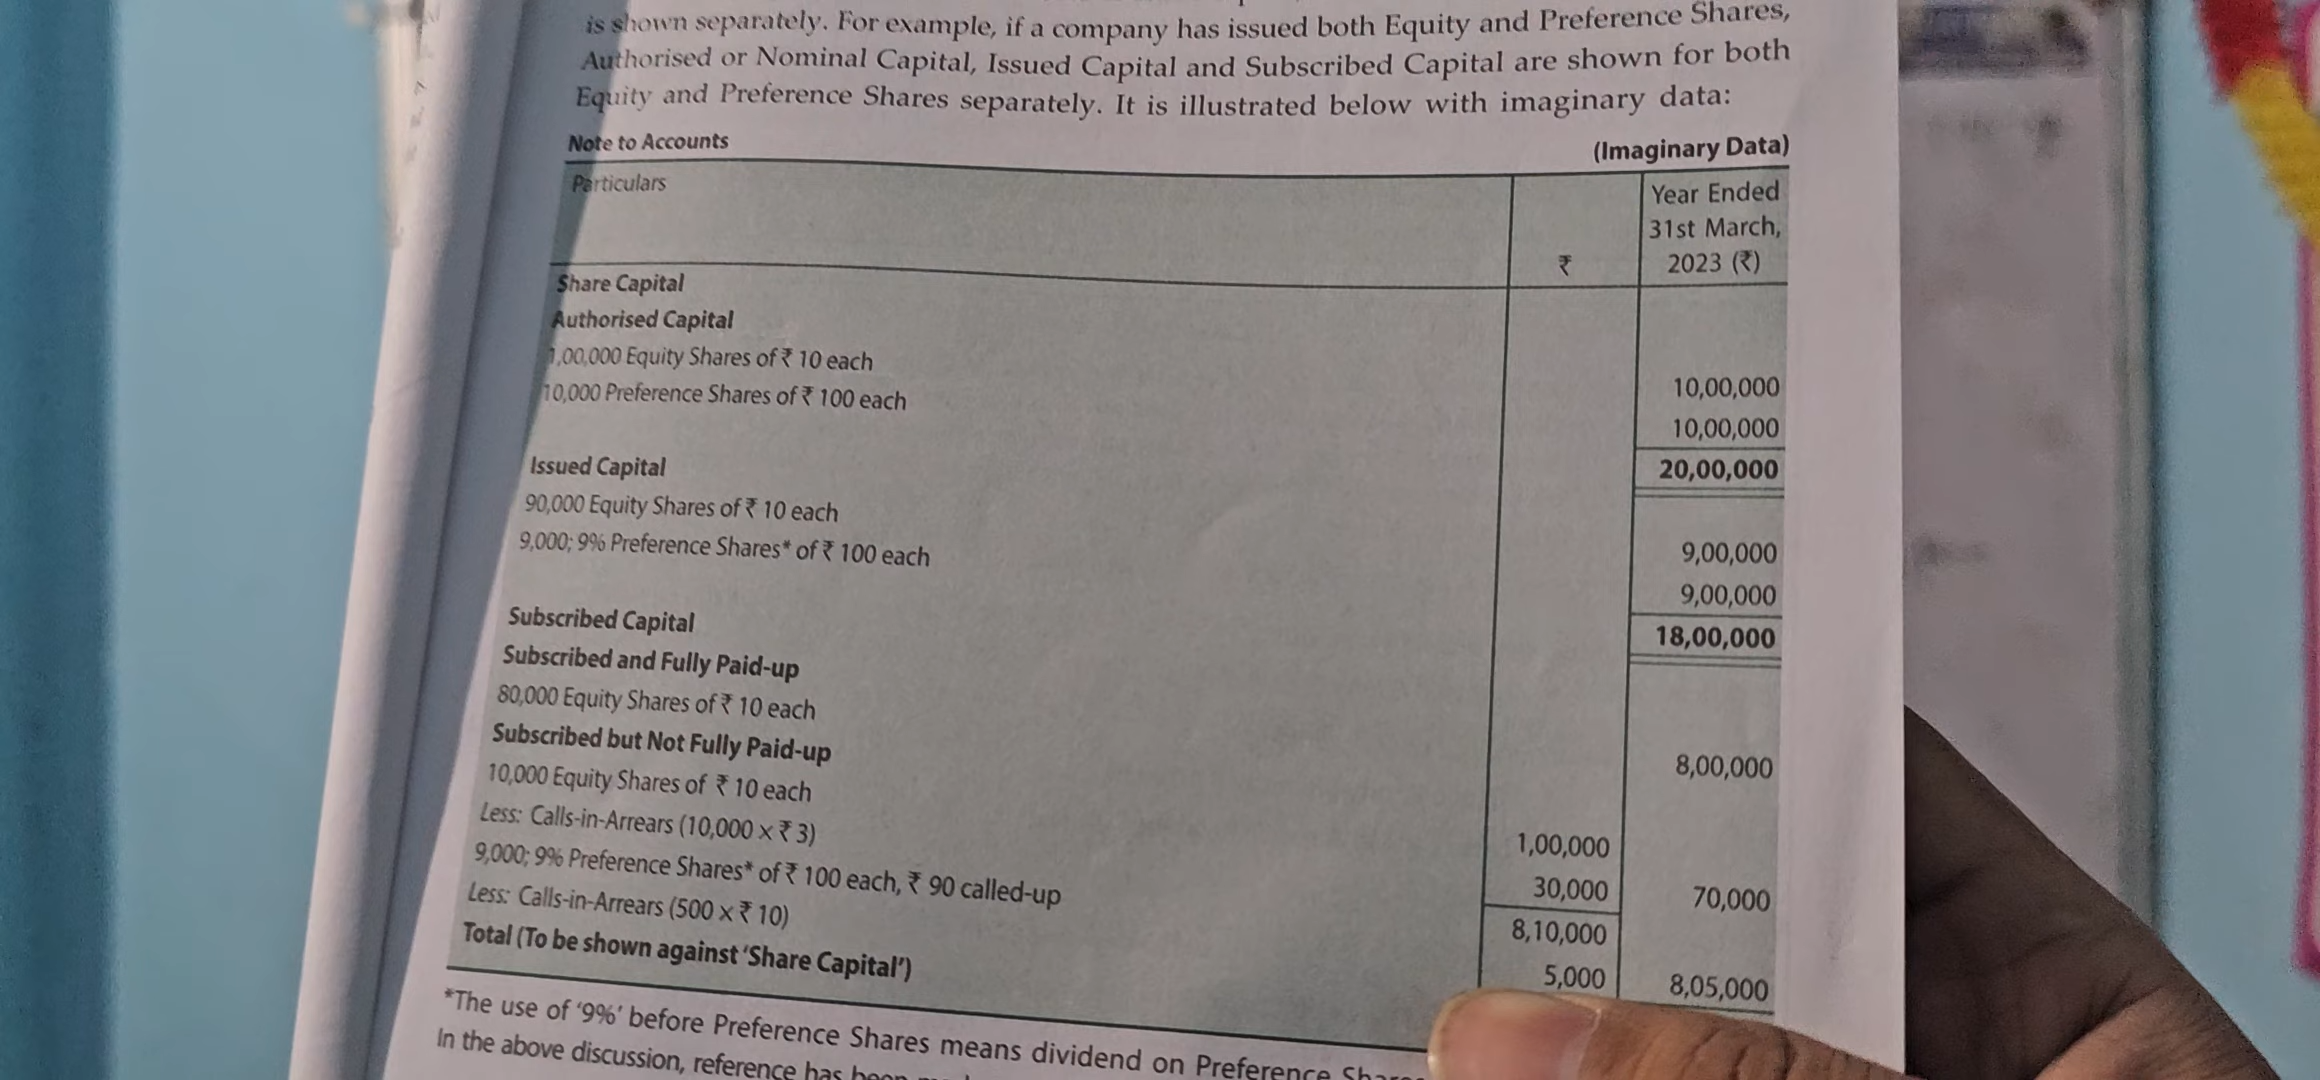 is shown separately. For example, if a company has issued both Equity and Preference Shares,
Authorised or Nominal Capital, Issued Capital and Subscribed Capital are shown for both
Equity and Preference Shares separately. It is illustrated below with imaginary data:
Note to Accounts (Imaginary Data)
Particulars ₹ Year Ended 31st March, 2023 (₹)
Share Capital
Authorised Capital
1,00,000 Equity Shares of ₹ 10 each 10,00,000
10,000 Preference Shares of ₹ 100 each 10,00,000
20,00,000
Issued Capital
90,000 Equity Shares of ₹ 10 each 9,00,000
9,000; 9% Preference Shares* of ₹ 100 each 9,00,000
18,00,000
Subscribed Capital
Subscribed and Fully Paid-up
80,000 Equity Shares of ₹ 10 each 8,00,000
Subscribed but Not Fully Paid-up
10,000 Equity Shares of ₹ 10 each 1,00,000
Less: Calls-in-Arrears (10,000 x ₹ 3) 30,000 70,000
9,000; 9% Preference Shares* of ₹ 100 each, ₹ 90 called-up 8,10,000
Less: Calls-in-Arrears (500 x ₹ 10) 5,000 8,05,000
Total (To be shown against 'Share Capital')
*The use of '9%' before Preference Shares means dividend on Preference
In the above discussion, reference has been